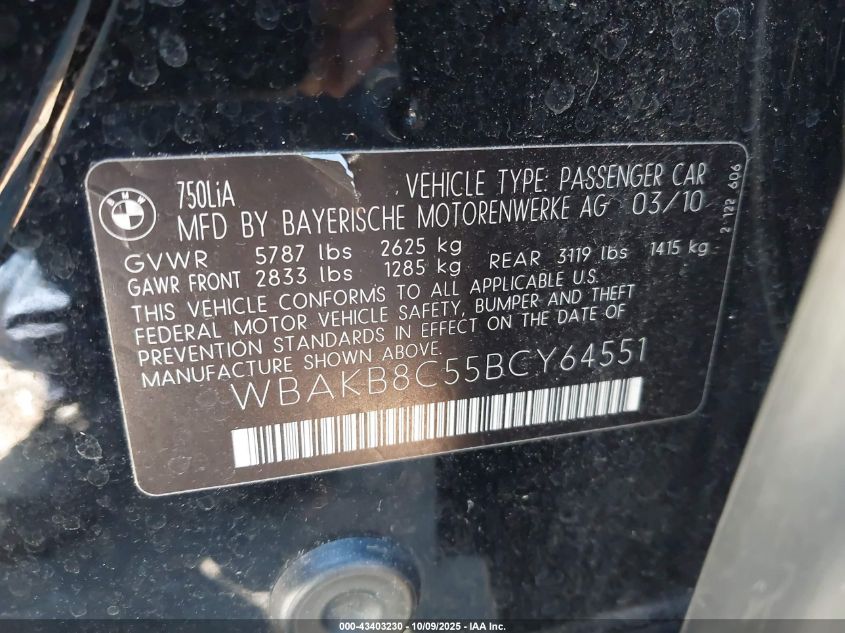 BMW
750LiA
VEHICLE TYPE: PASSENGER CAR
MFD BY BAYERISCHE MOTORENWERKE AG 03/10
GVWR 5787 lbs 2625 kg
GAWR FRONT 2833 lbs 1285 kg REAR 3119 lbs 1415 kg
THIS VEHICLE CONFORMS TO ALL APPLICABLE U.S.
FEDERAL MOTOR VEHICLE SAFETY, BUMPER AND THEFT
PREVENTION STANDARDS IN EFFECT ON THE DATE OF
MANUFACTURE SHOWN ABOVE.
WBAKB8C55BCY64551
2 122 606
000-43403230 - 10/09/2025 - IAA Inc.